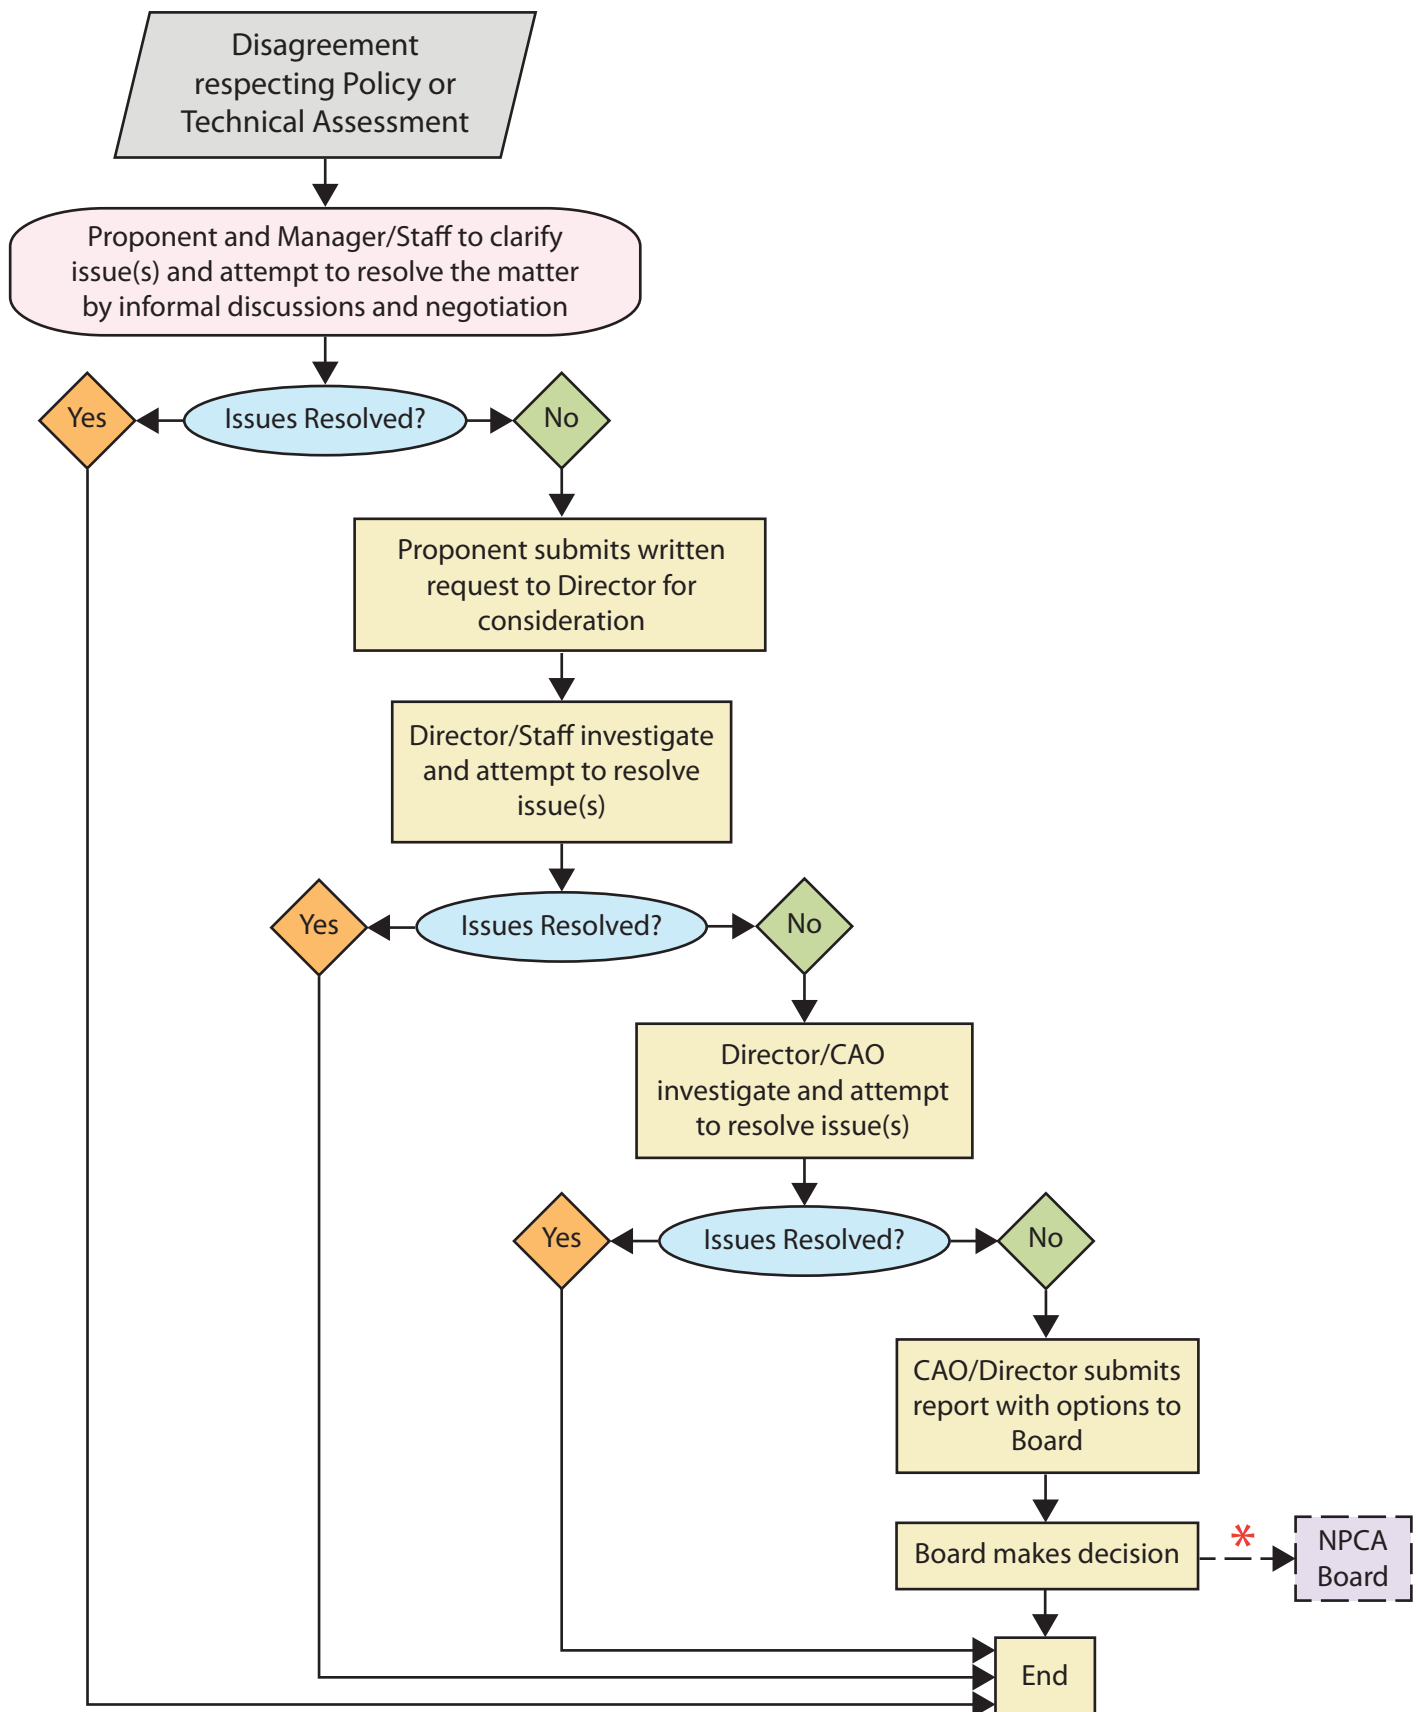 Disagreement
respecting Policy or
Technical Assessment
Proponent and Manager/Staff to clarify
issue(s) and attempt to resolve the matter
by informal discussions and negotiation
Yes
Issues Resolved?
No
Proponent submits written
request to Director for
consideration
Director/Staff investigate
and attempt to resolve
issue(s)
Yes
Issues Resolved?
No
Director/CAO
investigate and attempt
to resolve issue(s)
Yes
Issues Resolved?
No
CAO/Director submits
report with options to
Board
Board makes decision
*
NPCA
Board
End